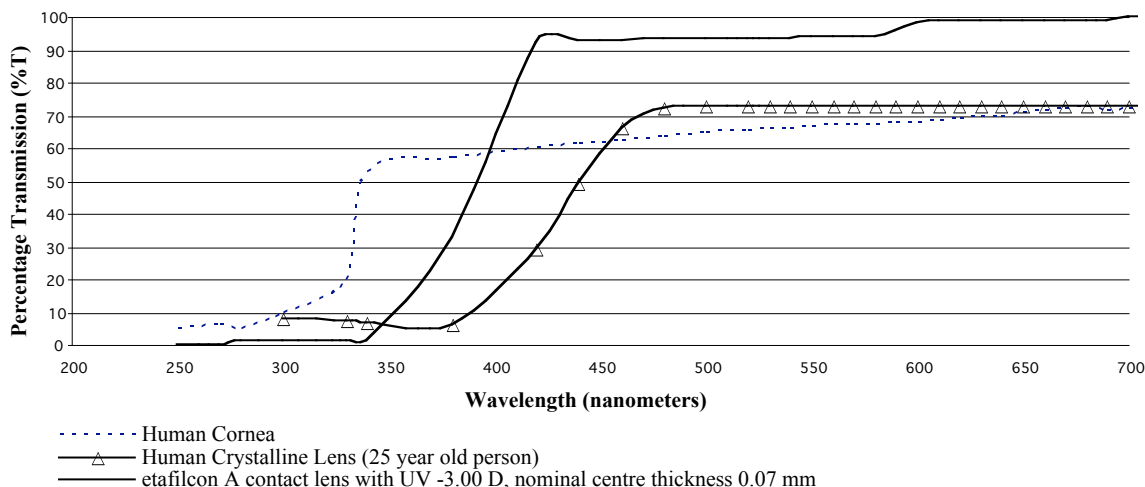 Percentage Transmission (%T)
100
90
80
70
60
50
40
30
20
10
0
200 250 300 350 400 450 500 550 600 650 700
Wavelength (nanometers)
Human Cornea
Human Crystalline Lens (25 year old person)
etafilcon A contact lens with UV -3.00 D, nominal centre thickness 0.07 mm